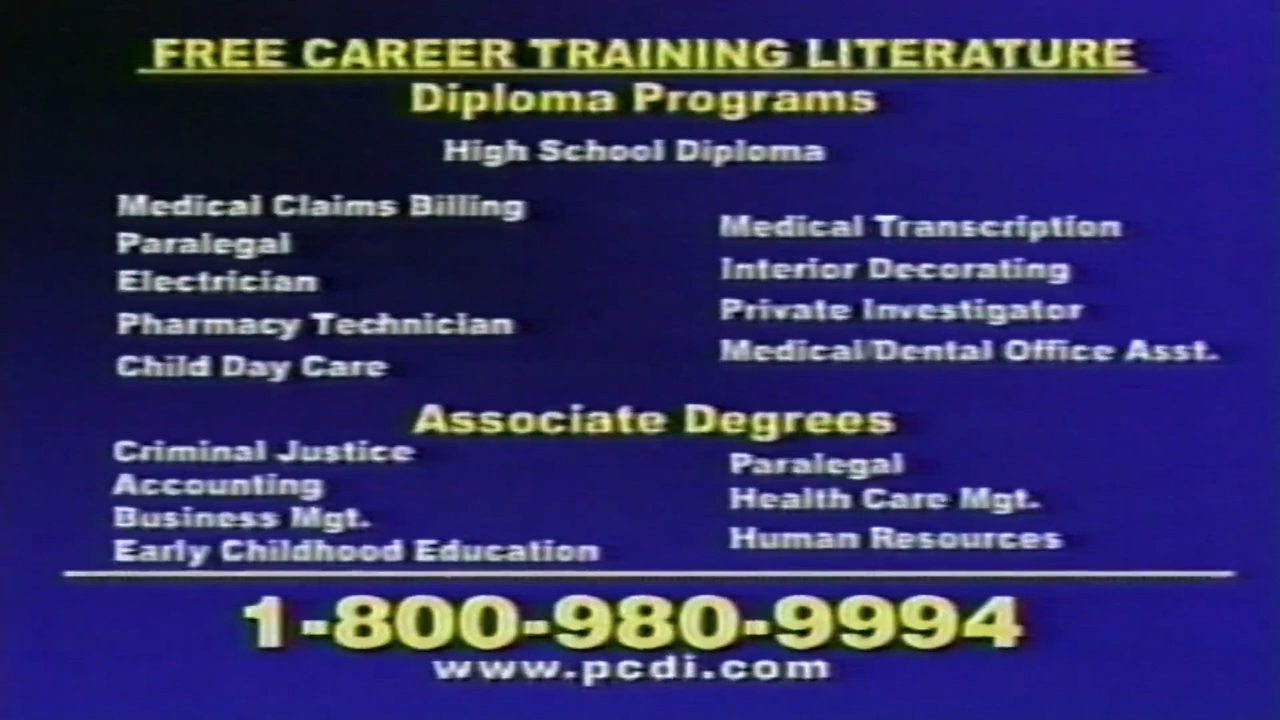 FREE CAREER TRAINING LITERATURE
Diploma Programs
High School Diploma
Medical Claims Billing
Paralegal
Electrician
Pharmacy Technician
Child Day Care
Medical Transcription
Interior Decorating
Private Investigator
Medical/Dental Office Asst.
Associate Degrees
Criminal Justice
Accounting
Business Mgt.
Early Childhood Education
Paralegal
Health Care Mgt.
Human Resources
1-800-980-9994
www.pcdi.com